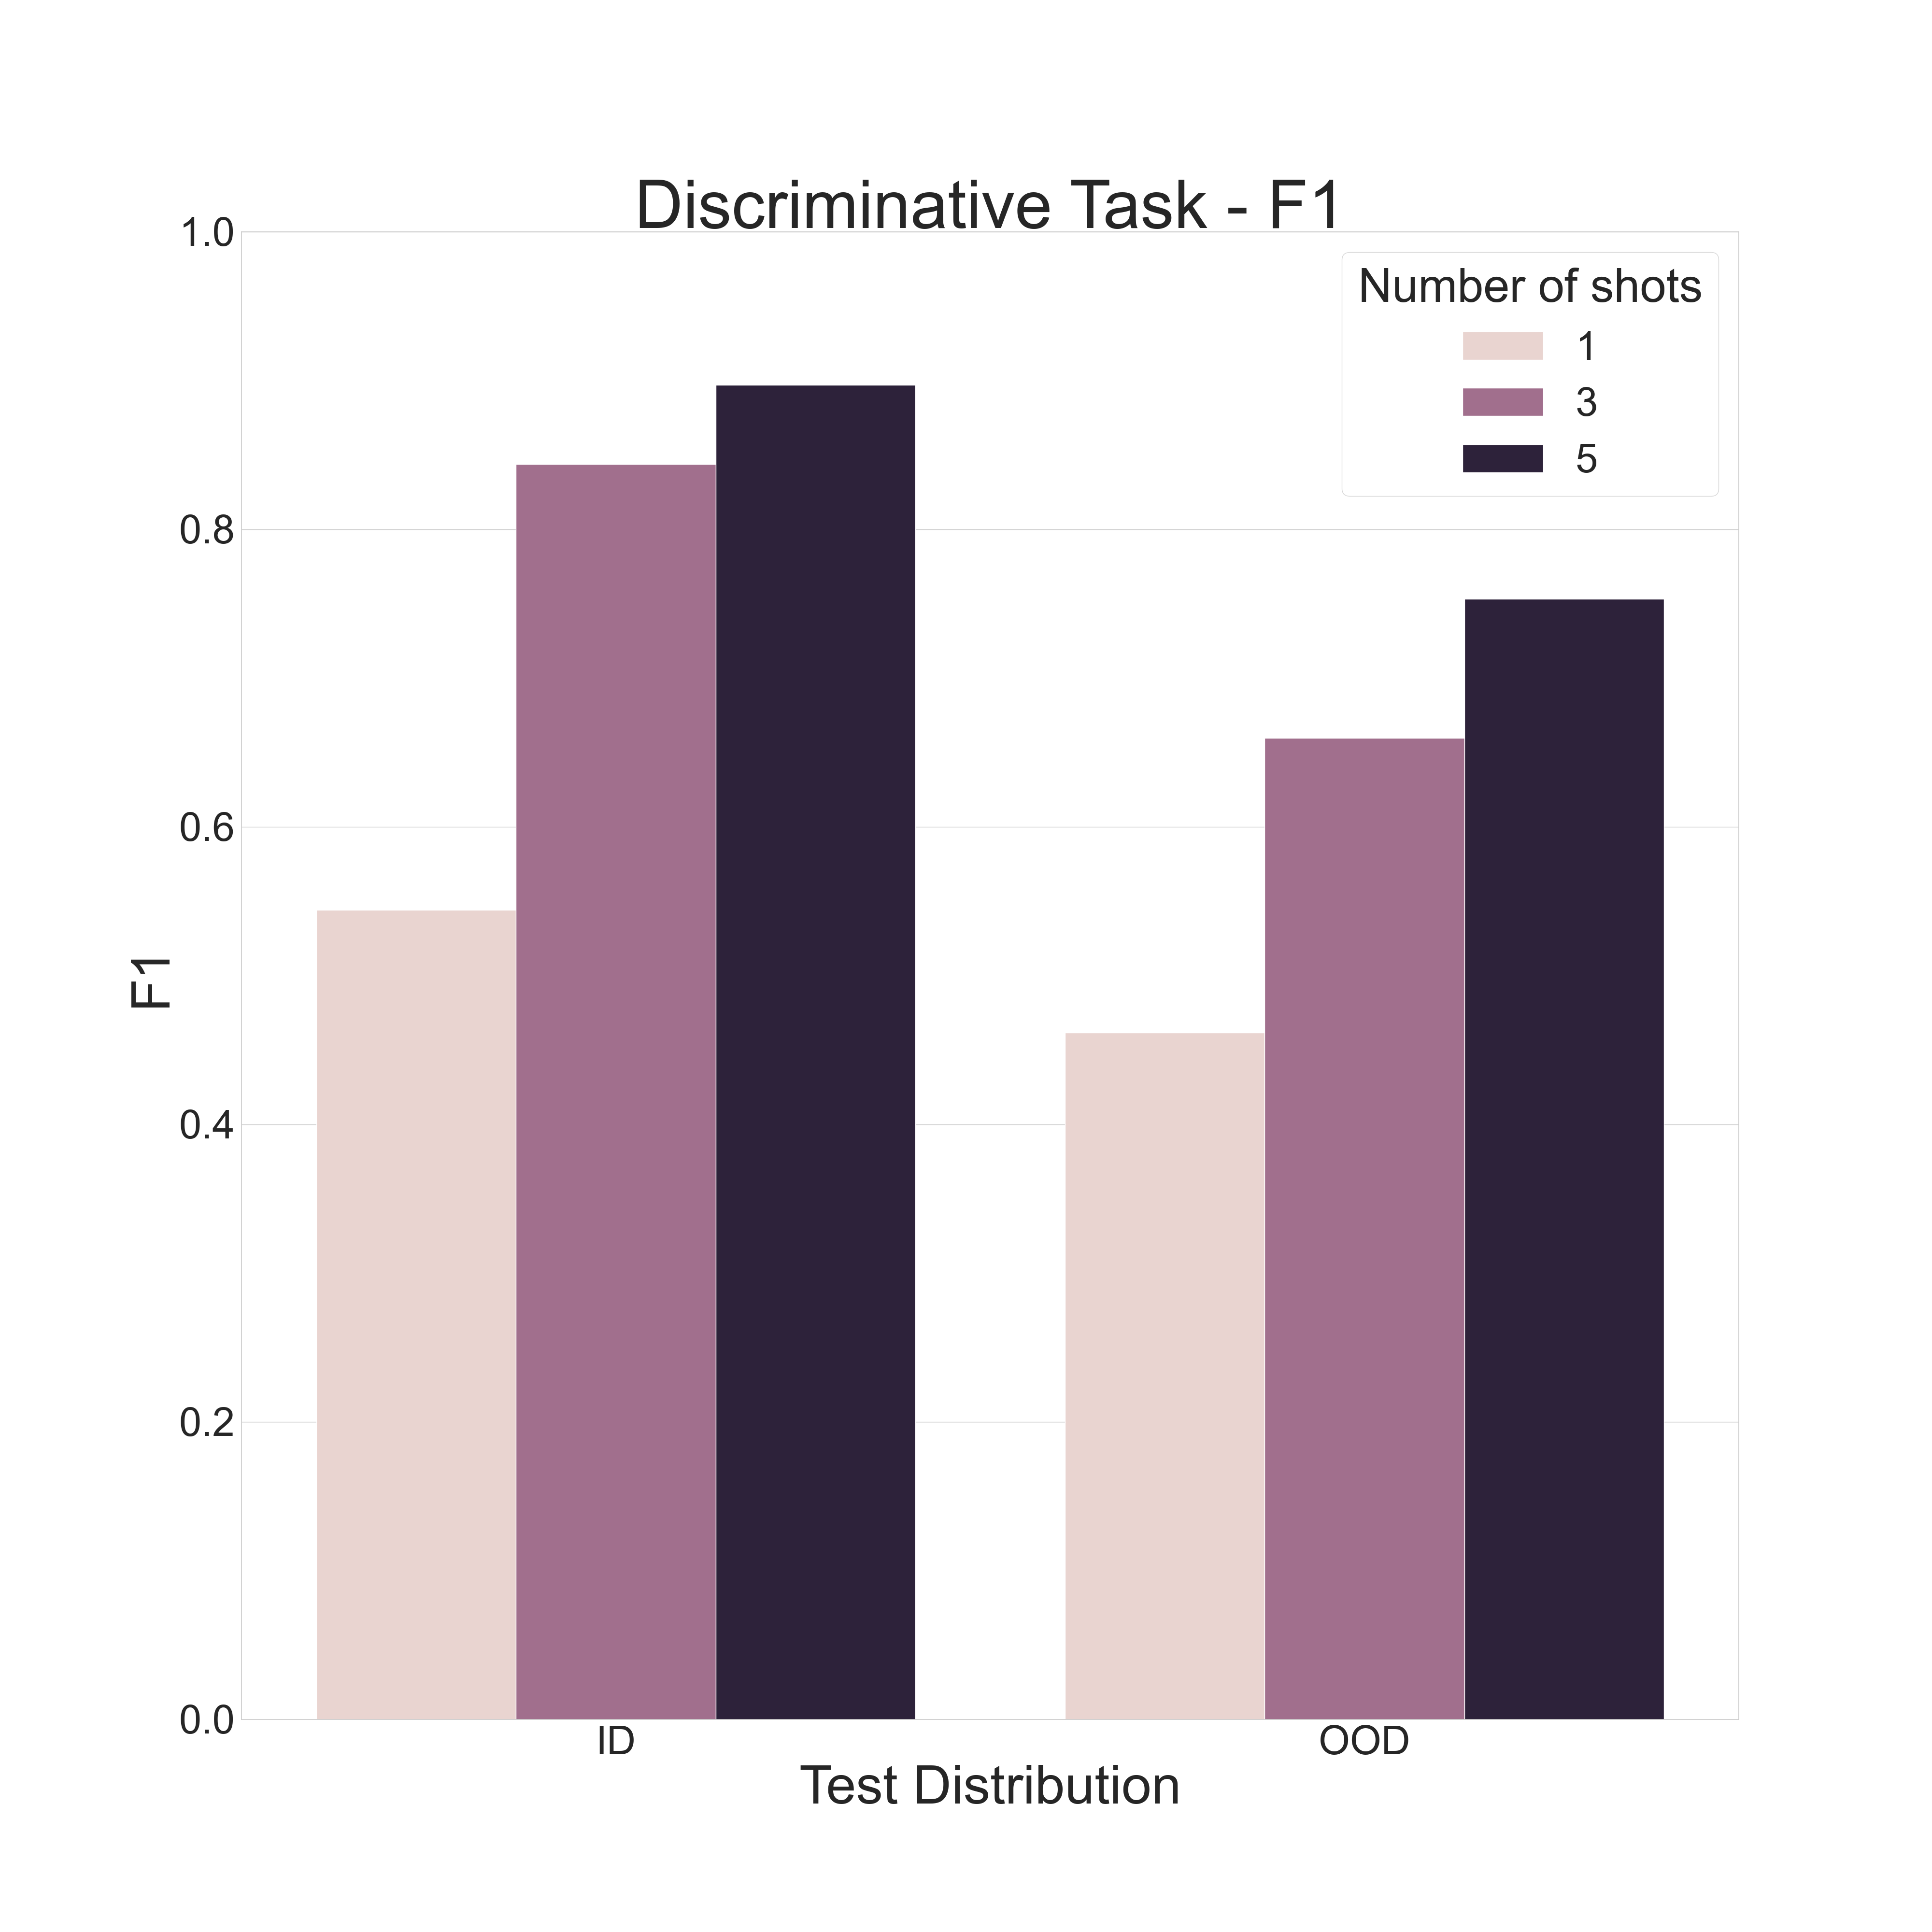 Discriminative Task - F1
1.0
0.8
0.6
0.4
0.2
0.0
F1
Number of shots
1
3
5
ID
OOD
Test Distribution